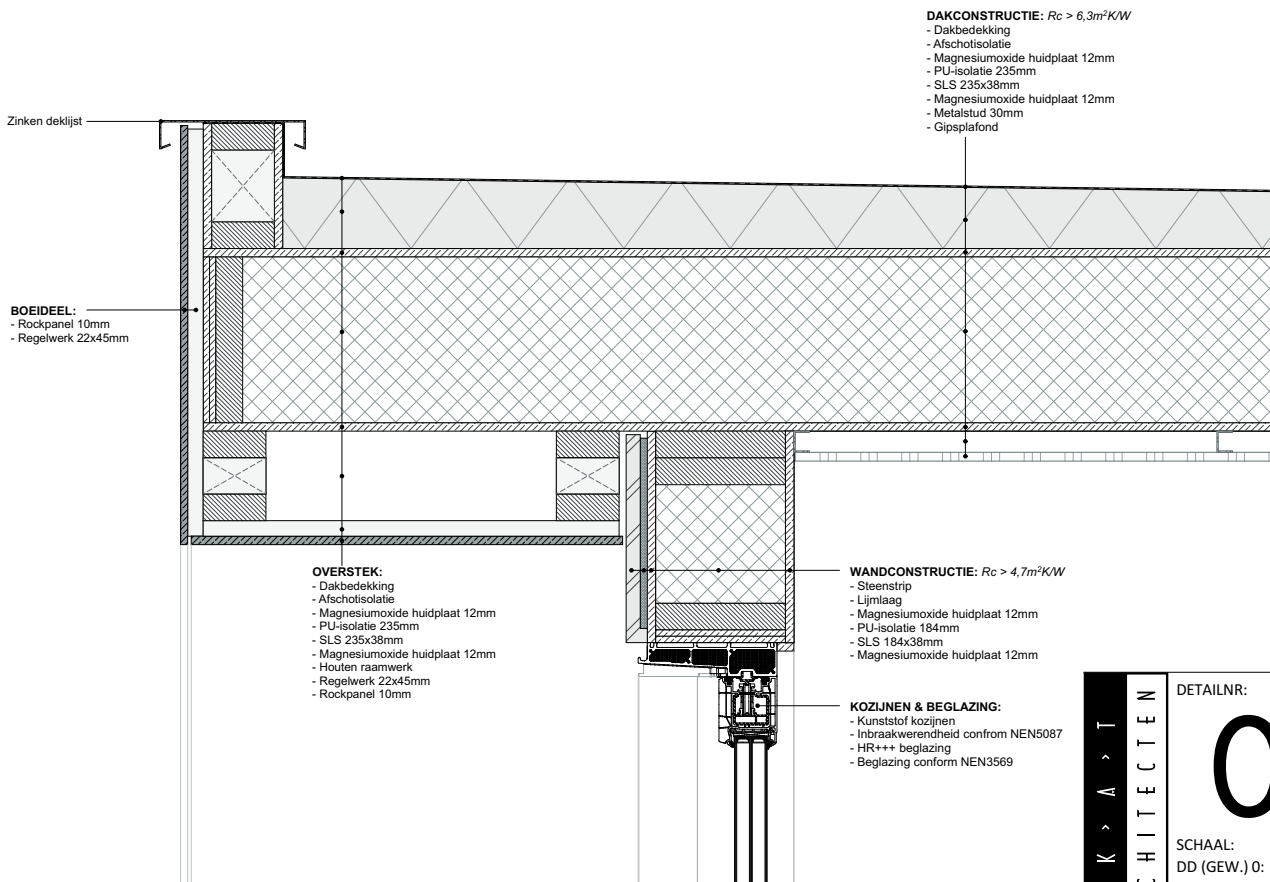 DAKCONSTRUCTIE: Rc > 6,3m²K/W
- Dakbedekking
- Afschotisolatie
- Magnesiumoxide huidplaat 12mm
- PU-isolatie 235mm
- SLS 235x38mm
- Magnesiumoxide huidplaat 12mm
- Metalstud 30mm
- Gipsplafond
Zinken deklijst
BOEIDEEL:
- Rockpanel 10mm
- Regelwerk 22x45mm
OVERSTEK:
- Dakbedekking
- Afschotisolatie
- Magnesiumoxide huidplaat 12mm
- PU-isolatie 235mm
- SLS 235x38mm
- Magnesiumoxide huidplaat 12mm
- Houten raamwerk
- Regelwerk 22x45mm
- Rockpanel 10mm
WANDCONSTRUCTIE: Rc > 4,7m²K/W
- Steenstrip
- Lijmlaag
- Magnesiumoxide huidplaat 12mm
- PU-isolatie 184mm
- SLS 184x38mm
- Magnesiumoxide huidplaat 12mm
KOZIJNEN & BEGLAZING:
- Kunststof kozijnen
- Inbraakwerendheid confrom NEN5087
- HR+++ beglazing
- Beglazing conform NEN3569
K > A > T
CHITECTEN
DETAILNR:
0
SCHAAL:
DD (GEW.) 0: